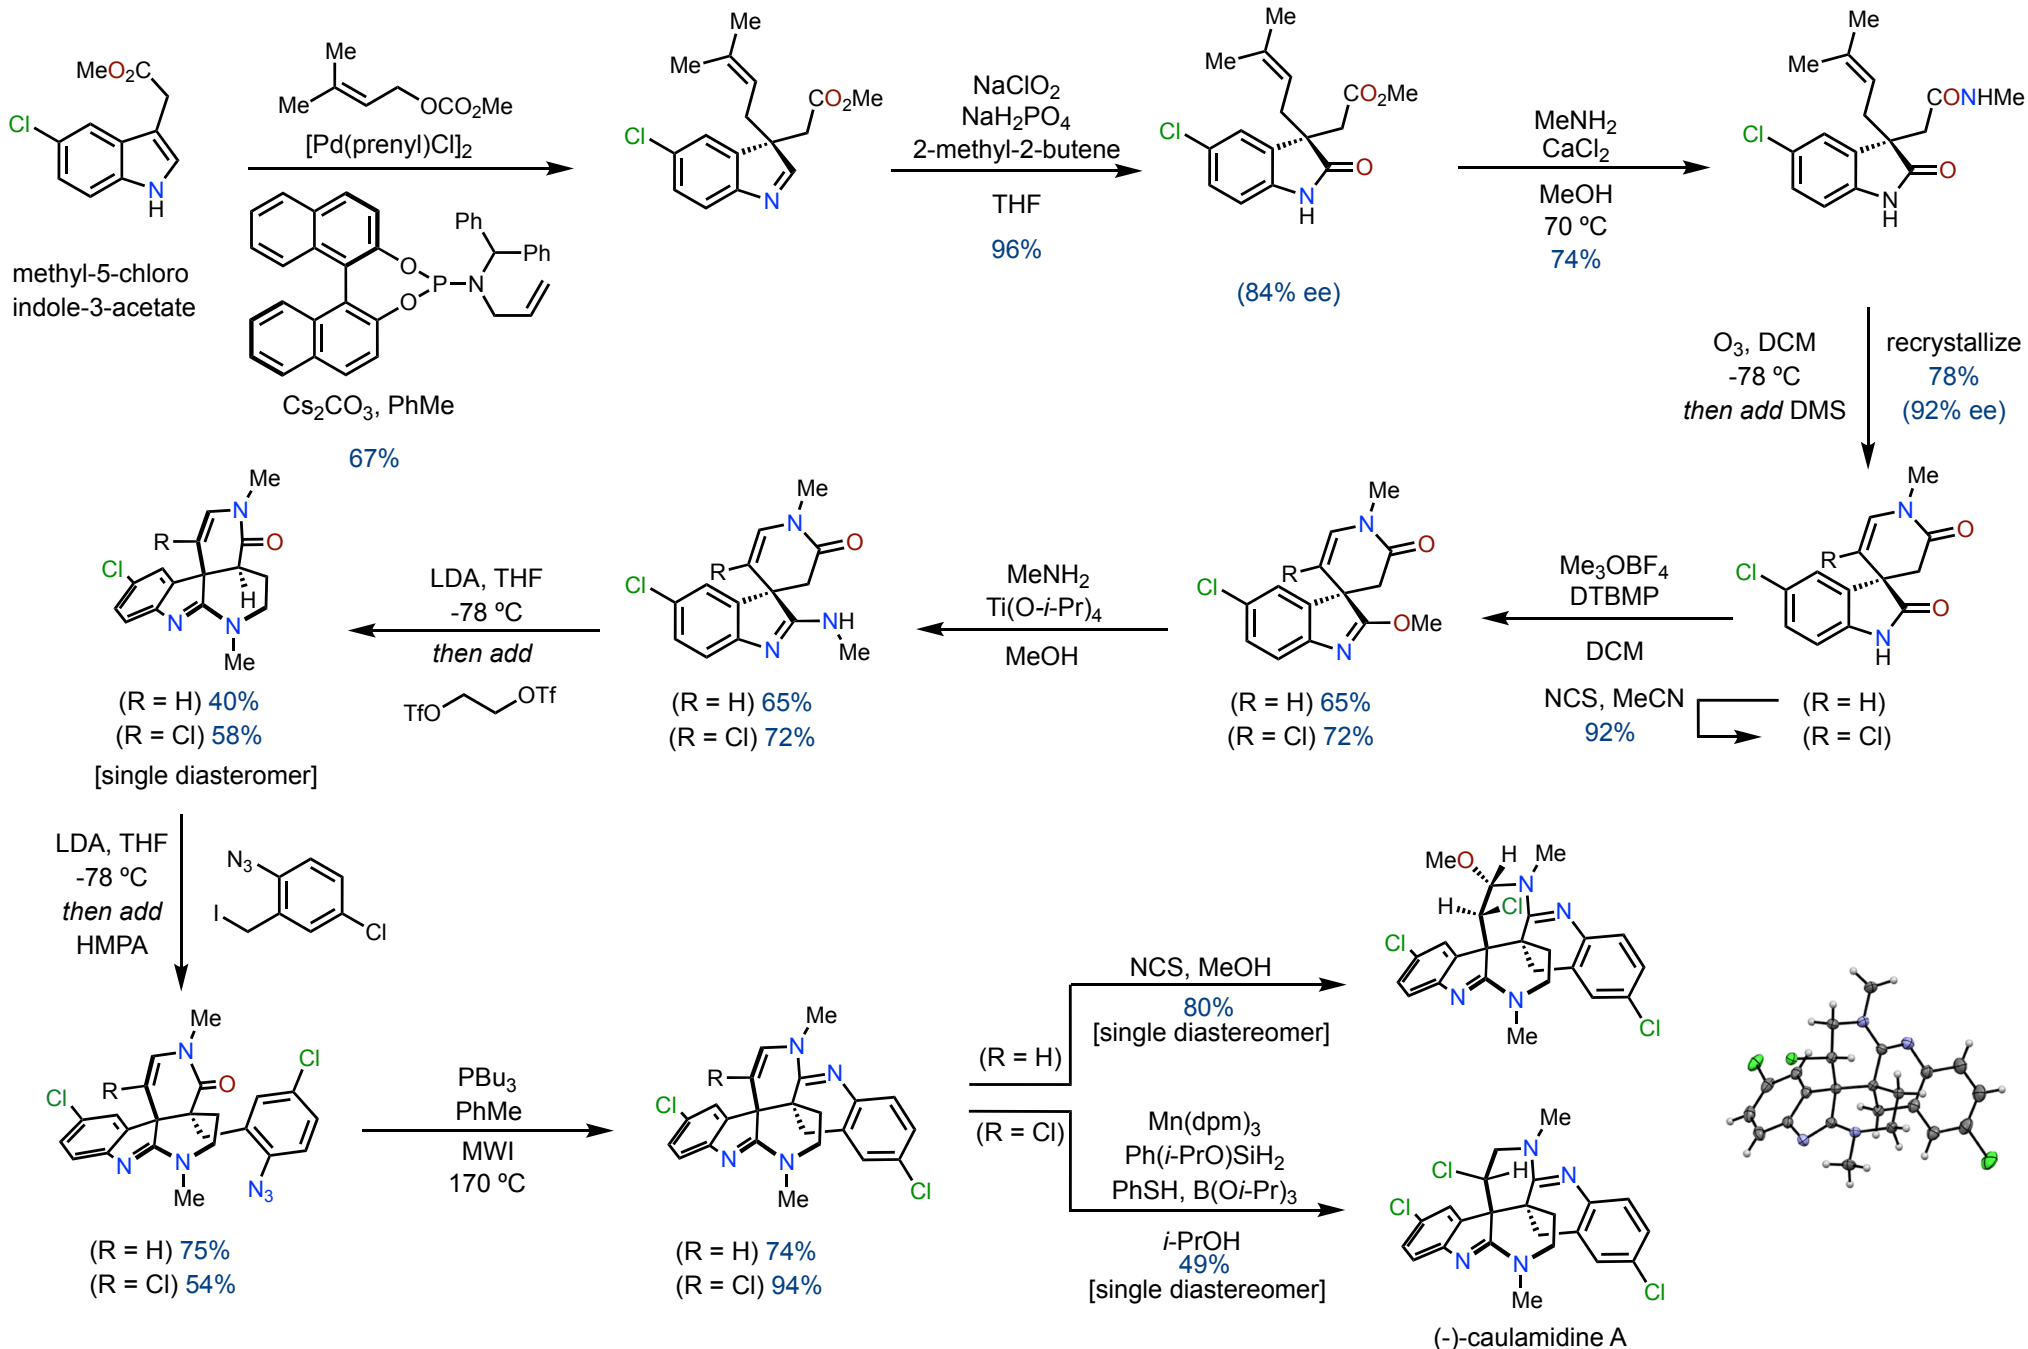 MeO₂C
Cl
N
H
methyl-5-chloro
indole-3-acetate
Me
Me
OCO₂Me
[Pd(prenyl)Cl]₂
O
O
P
N
Ph
Ph
Cs₂CO₃, PhMe
67%
Me
Me
CO₂Me
Cl
N
NaClO₂
NaH₂PO₄
2-methyl-2-butene
THF
96%
Me
Me
CO₂Me
Cl
O
N
H
(84% ee)
MeNH₂
CaCl₂
MeOH
70 ºC
74%
Me
Me
CONHMe
Cl
O
N
H
O₃, DCM
-78 ºC
then add DMS
recrystallize
78%
(92% ee)
Me
N
O
R
Cl
O
N
H
(R = H)
(R = Cl)
Me₃OBF₄
DTBMP
DCM
NCS, MeCN
92%
Me
N
O
R
Cl
OMe
N
(R = H) 65%
(R = Cl) 72%
MeNH₂
Ti(O-i-Pr)₄
MeOH
Me
N
O
R
Cl
NH
N
Me
(R = H) 65%
(R = Cl) 72%
LDA, THF
-78 ºC
then add
TfO
OTf
Me
N
R
O
Cl
H
N
N
Me
(R = H) 40%
(R = Cl) 58%
[single diasteromer]
LDA, THF
-78 ºC
then add
HMPA
N₃
I
Cl
Me
N
O
R
Cl
Cl
N
N
Me
N₃
(R = H) 75%
(R = Cl) 54%
PBu₃
PhMe
MWI
170 ºC
Me
N
N
R
Cl
N
N
Me
Cl
(R = H) 74%
(R = Cl) 94%
(R = H)
NCS, MeOH
80%
[single diastereomer]
(R = Cl)
Mn(dpm)₃
Ph(i-PrO)SiH₂
PhSH, B(Oi-Pr)₃
i-PrOH
49%
[single diastereomer]
MeO
H
Me
N
H
Cl
N
Cl
N
N
Me
Cl
Me
N
Cl
H
N
Cl
N
N
Me
Cl
(-)-caulamidine A